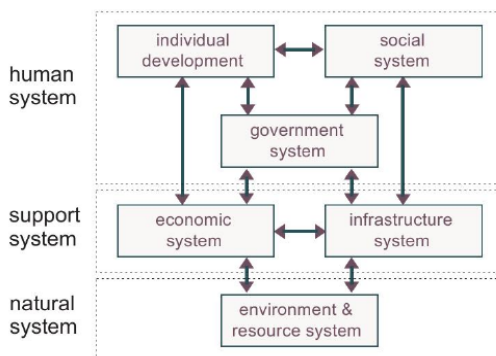 individual
development
social
system
human
system
government
system
support
system
economic
system
infrastructure
system
natural
system
environment &
resource system